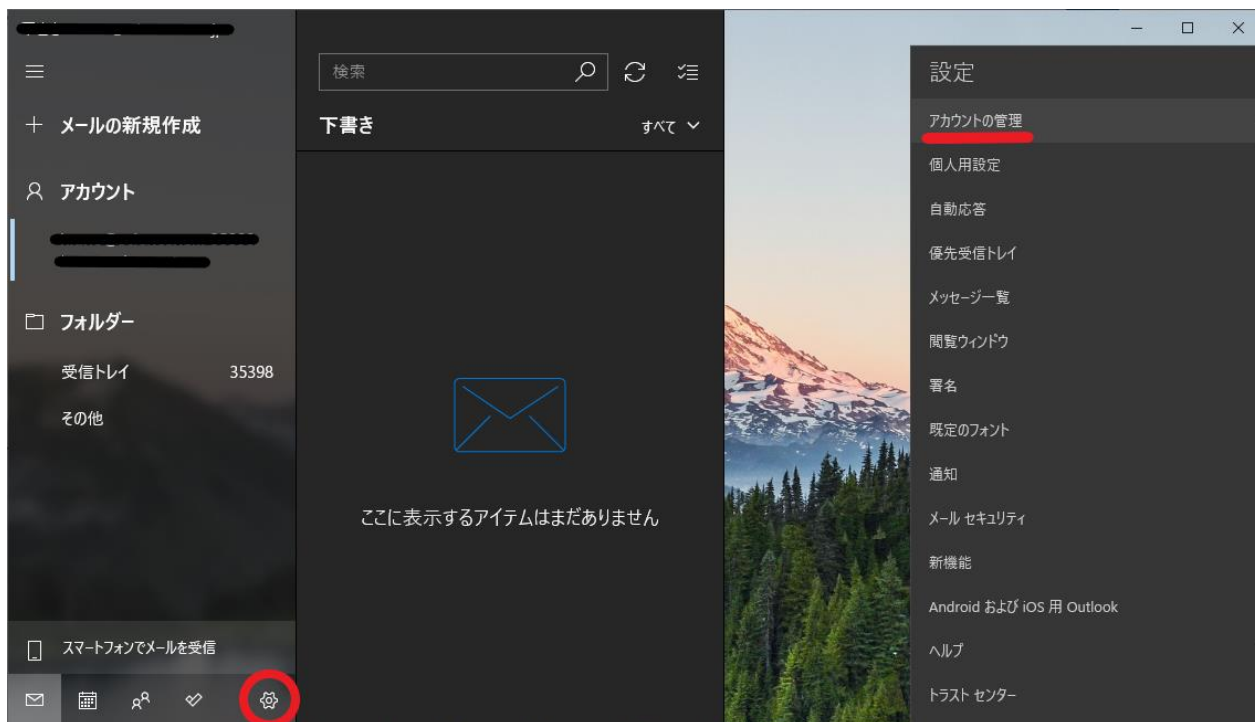 メールの新規作成
アカウント
フォルダー
受信トレイ 35398
その他
スマートフォンでメールを受信
検索
下書き すべて
ここに表示するアイテムはまだありません
設定
アカウントの管理
個人用設定
自動応答
優先受信トレイ
メッセージ一覧
閲覧ウィンドウ
署名
既定のフォント
通知
メール セキュリティ
新機能
Android および iOS 用 Outlook
ヘルプ
トラスト センター